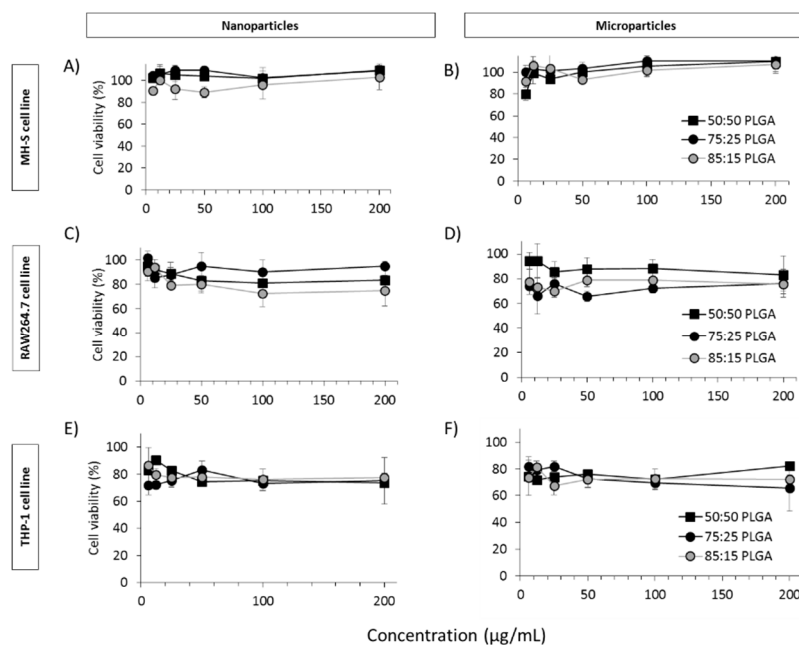 Nanoparticles
Microparticles
MH-S cell line
A)
Cell viability (%)
100
80
60
40
20
0
0 50 100 150 200
B)
100
80
60
40
20
0
0 50 100 150 200
50:50 PLGA
75:25 PLGA
85:15 PLGA
RAW264.7 cell line
C)
Cell viability (%)
100
80
60
40
20
0
0 50 100 150 200
D)
100
80
60
40
20
0
0 50 100 150 200
50:50 PLGA
75:25 PLGA
85:15 PLGA
THP-1 cell line
E)
Cell viability (%)
100
80
60
40
20
0
0 100 200
F)
100
80
60
40
20
0
0 50 100 150 200
50:50 PLGA
75:25 PLGA
85:15 PLGA
Concentration (µg/mL)